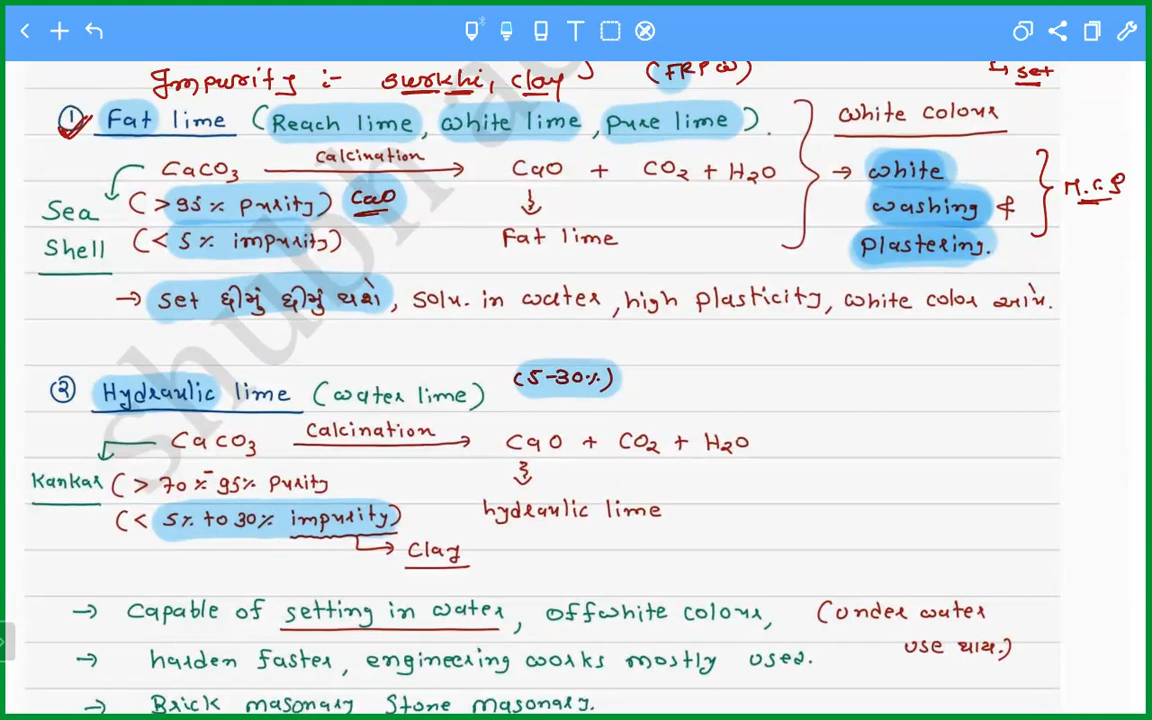 Impurity :- surkhi, clay (FRPW)
↳ set
① Fat lime (Reach lime, white lime, pure lime).
White colour
CaCO3 Calcination → CaO + CO2 + H2O
→ white washing & plastering.
M.C.Q
Sea Shell
(> 95% purity) CaO
(< 5% impurity)
Fat lime
→ set ધીમું ધીમું થશે, solu. in water, high plasticity, white color આપે.
② Hydraulic lime (water lime) (5-30%)
CaCO3 Calcination → CaO + CO2 + H2O
Kankar (> 70%-95% Purity
(< 5% to 30% impurity)
hydraulic lime
→ Clay
→ Capable of setting in water, offwhite colour, (under water use થાય.)
→ harden faster, engineering works mostly used.
→ Brick masonary Stone masonary.
shubh